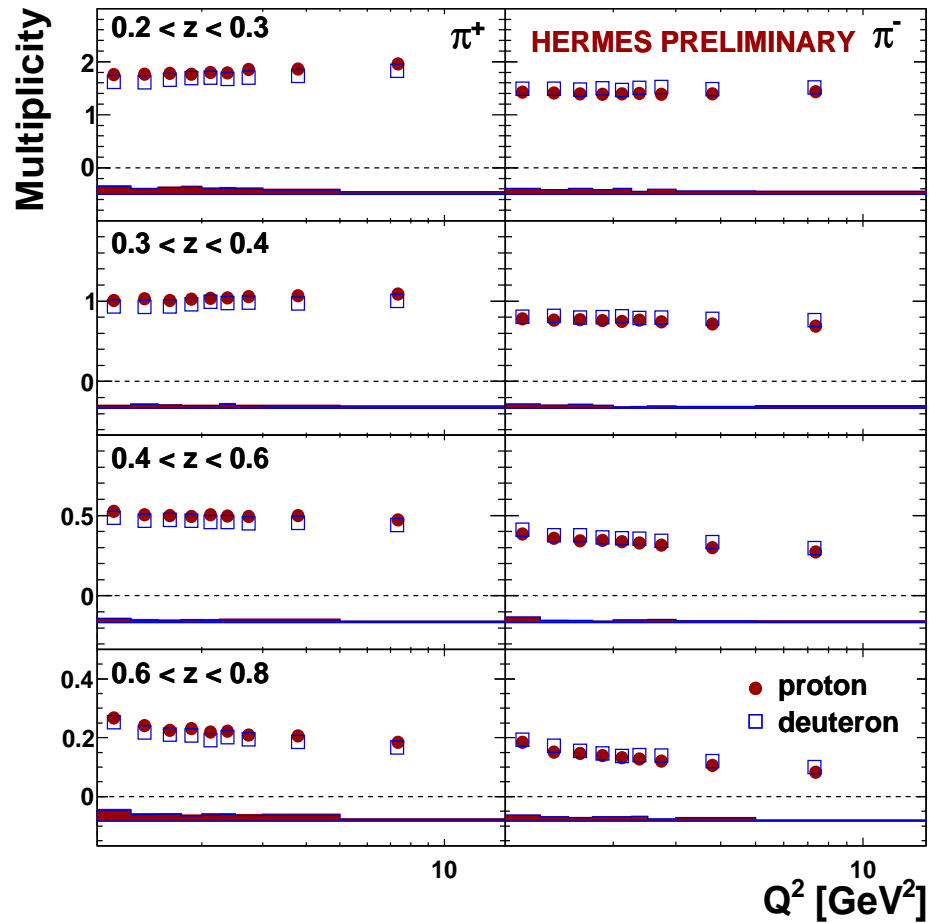 Multiplicity
0.2 < z < 0.3
π+
HERMES PRELIMINARY π-
2
1
0
0.3 < z < 0.4
1
0
0.4 < z < 0.6
0.5
0
0.6 < z < 0.8
0.4
proton
deuteron
0.2
0
10
10
Q² [GeV²]